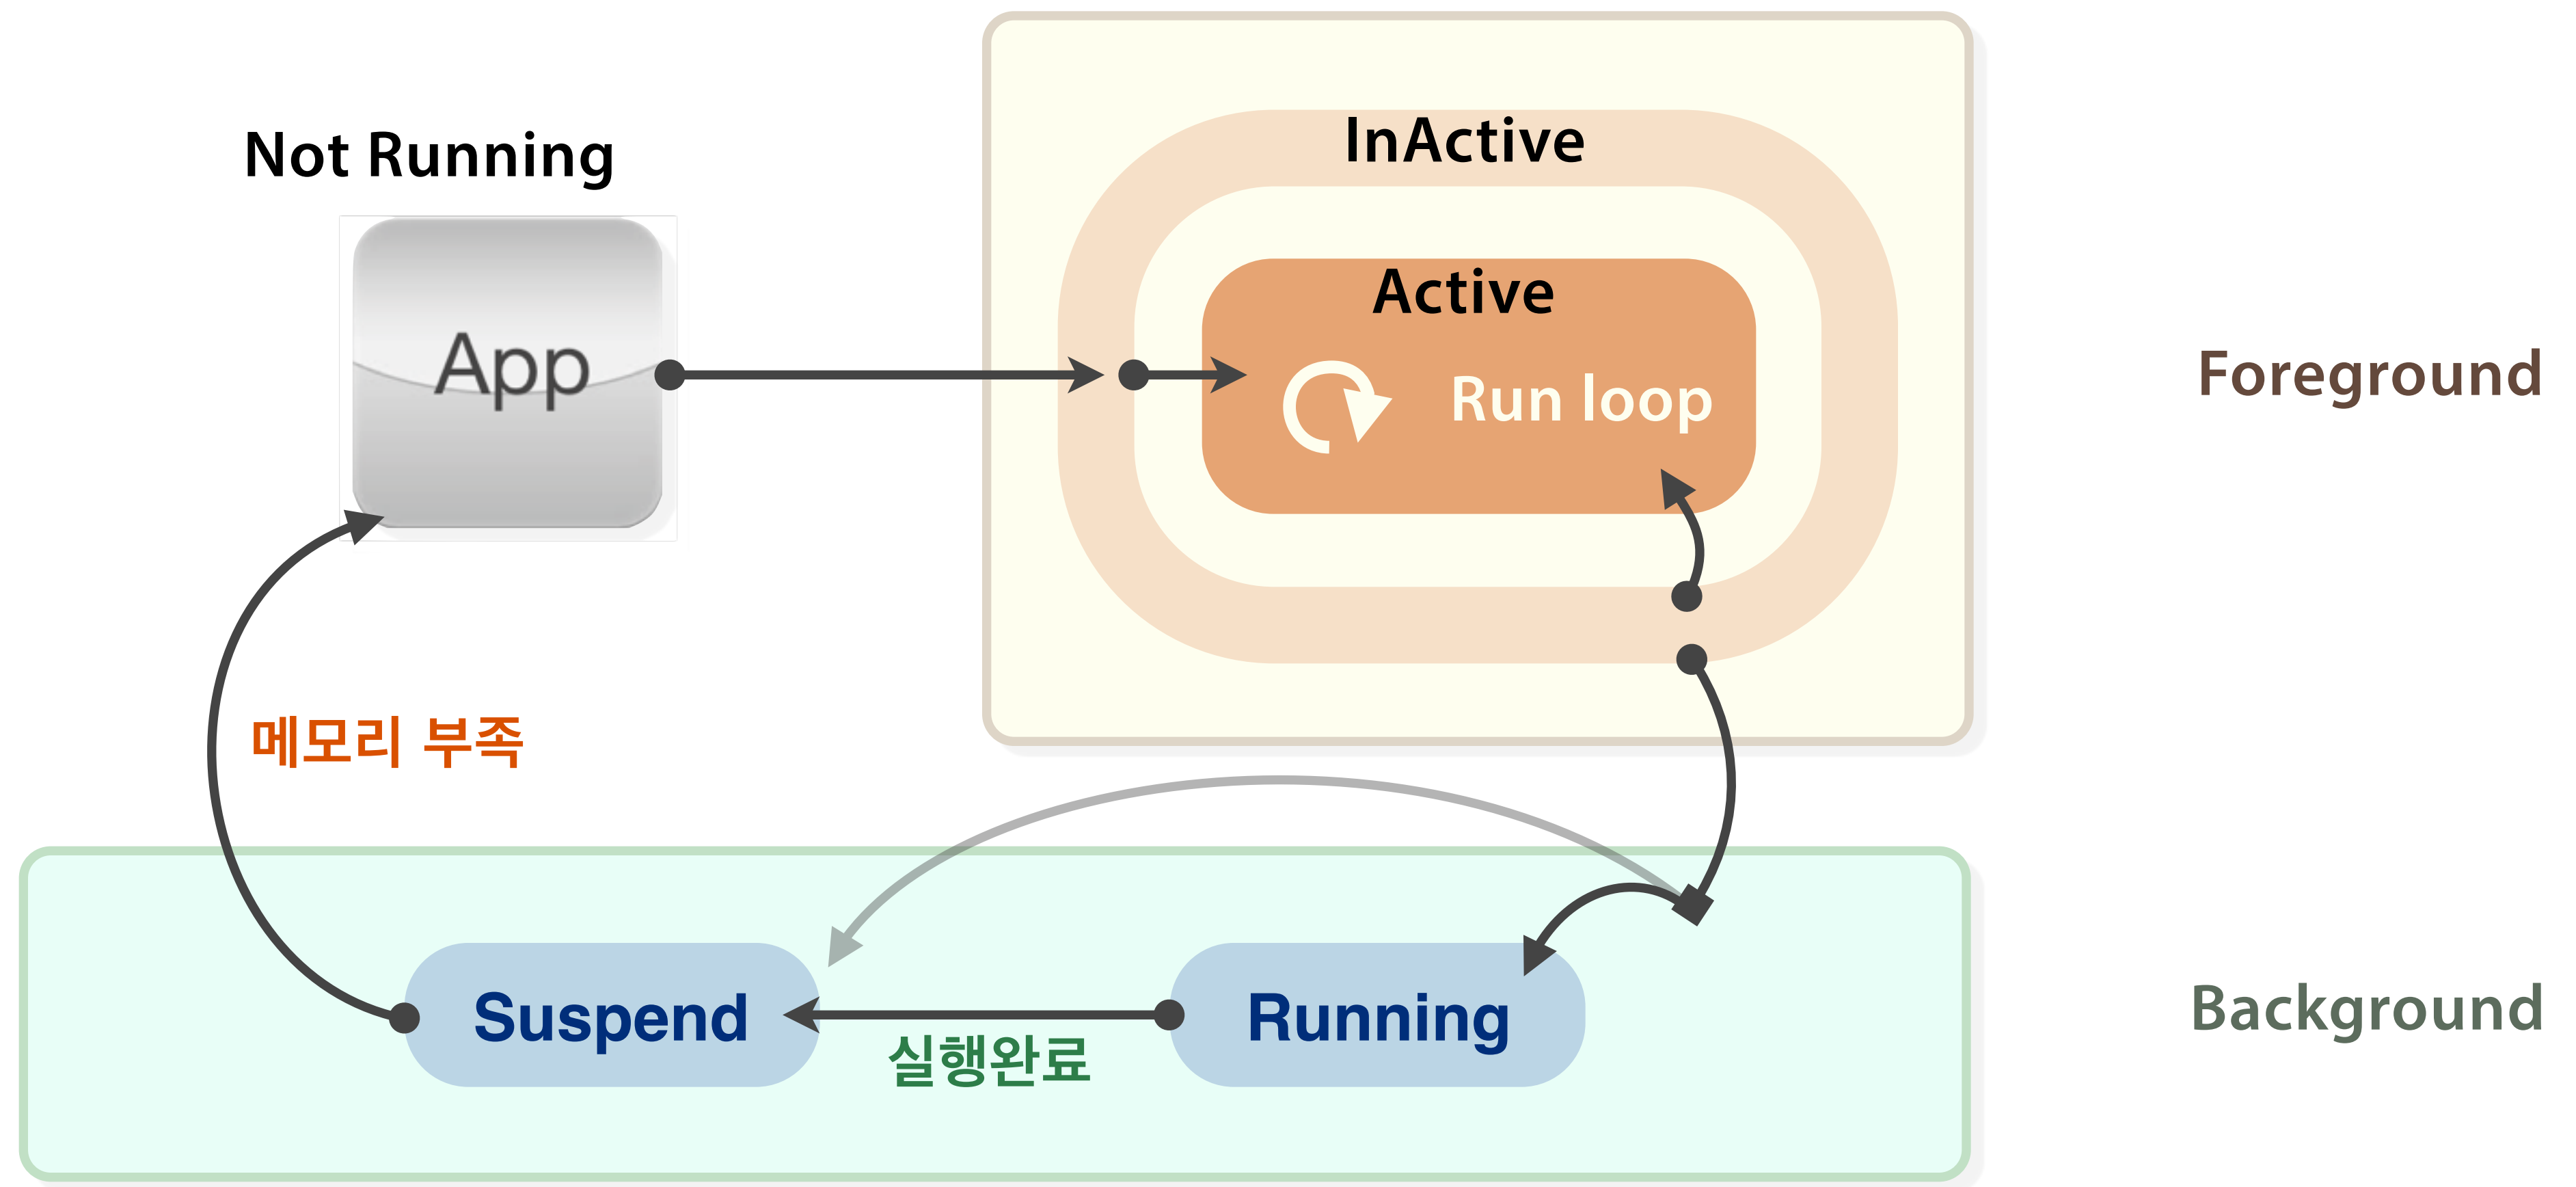 Not Running
App
InActive
Active
Run loop
Foreground
메모리 부족
Suspend
실행완료
Running
Background